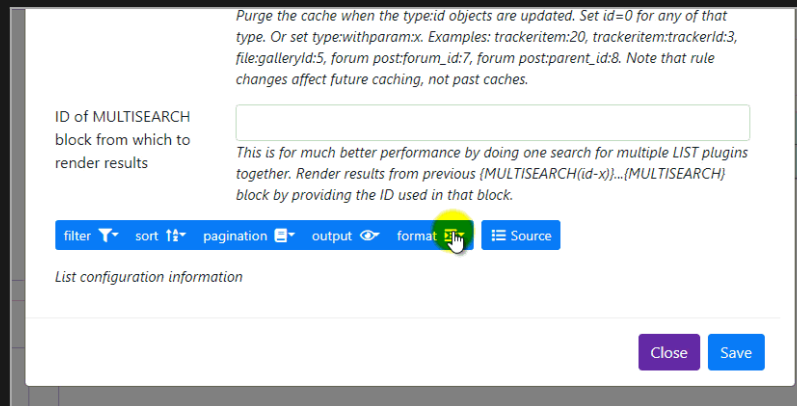 Purge the cache when the type:id objects are updated. Set id=0 for any of that
type. Or set type:withparam:x. Examples: trackeritem:20, trackeritem:trackerId:3,
file:galleryId:5, forum post:forum_id:7, forum post:parent_id:8. Note that rule
changes affect future caching, not past caches.
ID of MULTISEARCH
block from which to
render results
This is for much better performance by doing one search for multiple LIST plugins
together. Render results from previous {MULTISEARCH(id-x)}...{MULTISEARCH}
block by providing the ID used in that block.
filter sort pagination output format Source
List configuration information
Close Save